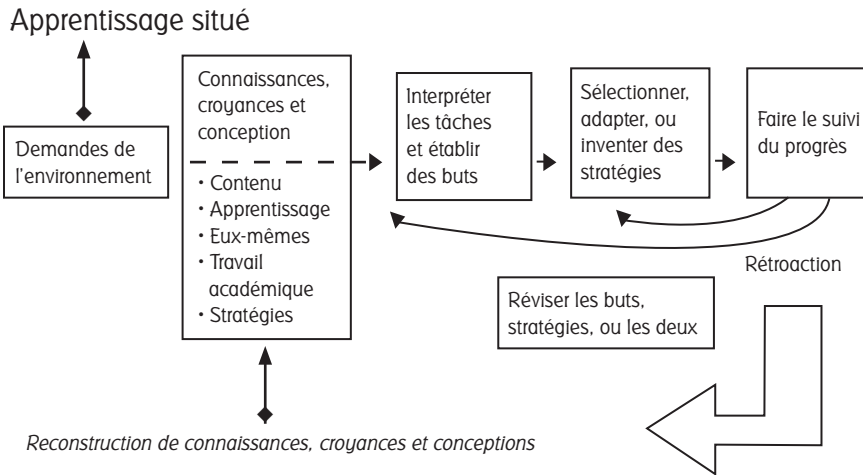 Apprentissage situé
Demandes de
l'environnement
Connaissances,
croyances et
conception
• Contenu
• Apprentissage
• Eux-mêmes
• Travail
académique
• Stratégies
Interpréter
les tâches
et établir
des buts
Sélectionner,
adapter, ou
inventer des
stratégies
Faire le suivi
du progrès
Rétroaction
Réviser les buts,
stratégies, ou les deux
Reconstruction de connaissances, croyances et conceptions